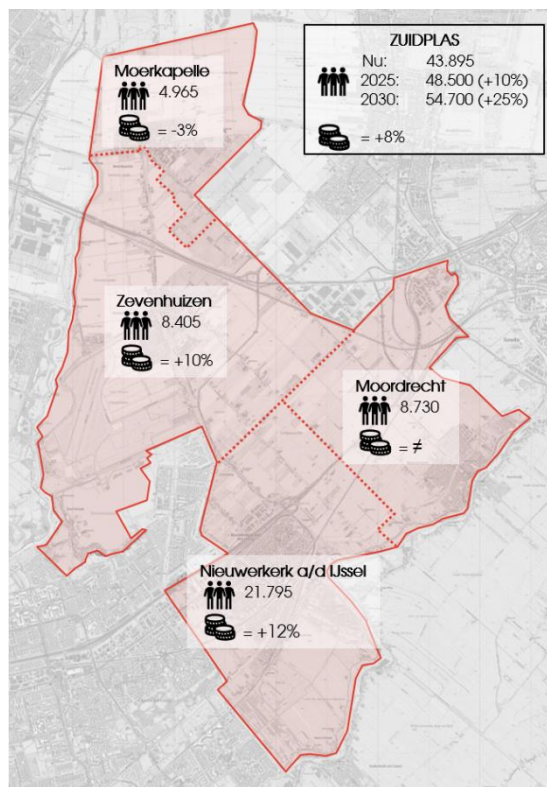 ZUIDPLAS
Nu: 43.895
2025: 48.500 (+10%)
2030: 54.700 (+25%)
= +8%
Moerkapelle
4.965
= -3%
Zevenhuizen
8.405
= +10%
Moordrecht
8.730
= ≠
Nieuwerkerk a/d IJssel
21.795
= +12%